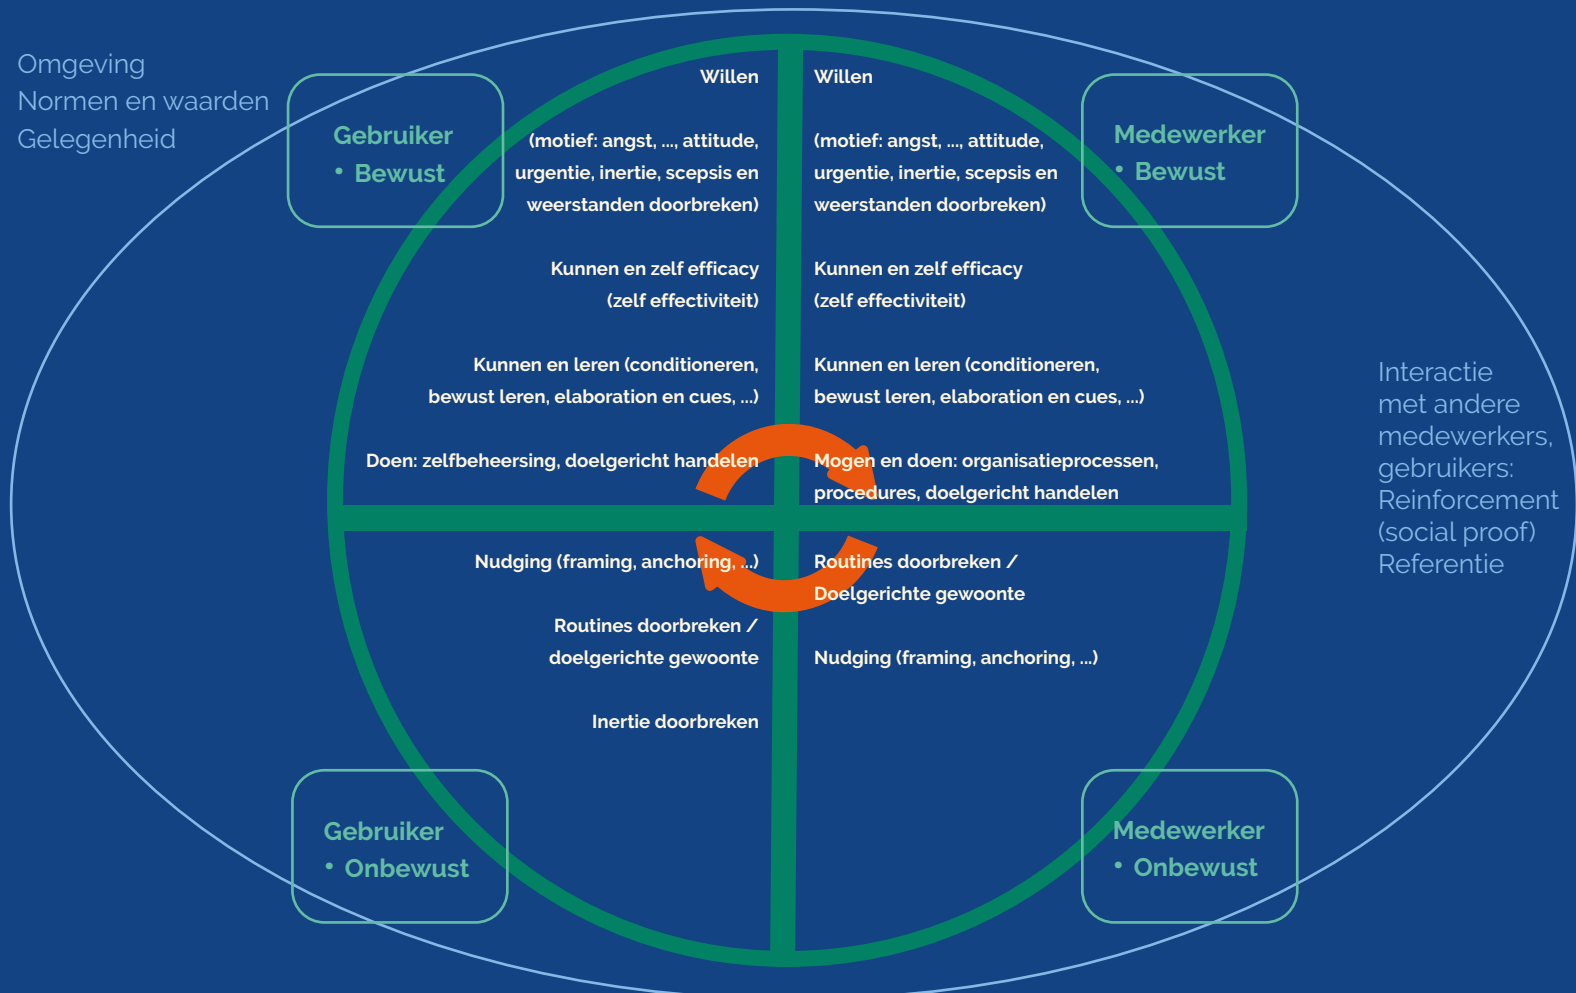 Omgeving
Normen en waarden
Gelegenheid
Gebruiker
• Bewust
Willen
(motief: angst, ..., attitude,
urgentie, inertie, scepsis en
weerstanden doorbreken)
Kunnen en zelf efficacy
(zelf effectiviteit)
Kunnen en leren (conditioneren,
bewust leren, elaboration en cues, ...)
Doen: zelfbeheersing, doelgericht handelen
Willen
(motief: angst, ..., attitude,
urgentie, inertie, scepsis en
weerstanden doorbreken)
Kunnen en zelf efficacy
(zelf effectiviteit)
Kunnen en leren (conditioneren,
bewust leren, elaboration en cues, ...)
Mogen en doen: organisatieprocessen,
procedures, doelgericht handelen
Medewerker
• Bewust
Interactie
met andere
medewerkers,
gebruikers:
Reinforcement
(social proof)
Referentie
Nudging (framing, anchoring, ...)
Routines doorbreken /
doelgerichte gewoonte
Inertie doorbreken
Routines doorbreken /
Doelgerichte gewoonte
Nudging (framing, anchoring, ...)
Gebruiker
• Onbewust
Medewerker
• Onbewust